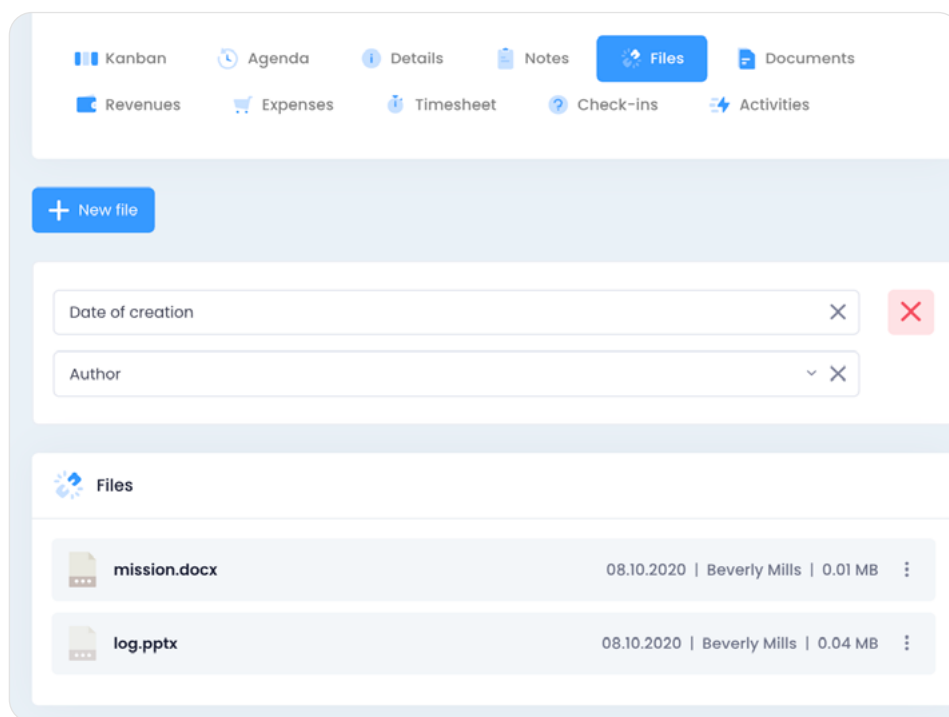 Kanban Agenda Details Notes Files Documents
Revenues Expenses Timesheet Check-ins Activities
New file
Date of creation
Author
Files
mission.docx 08.10.2020 | Beverly Mills | 0.01 MB
log.pptx 08.10.2020 | Beverly Mills | 0.04 MB